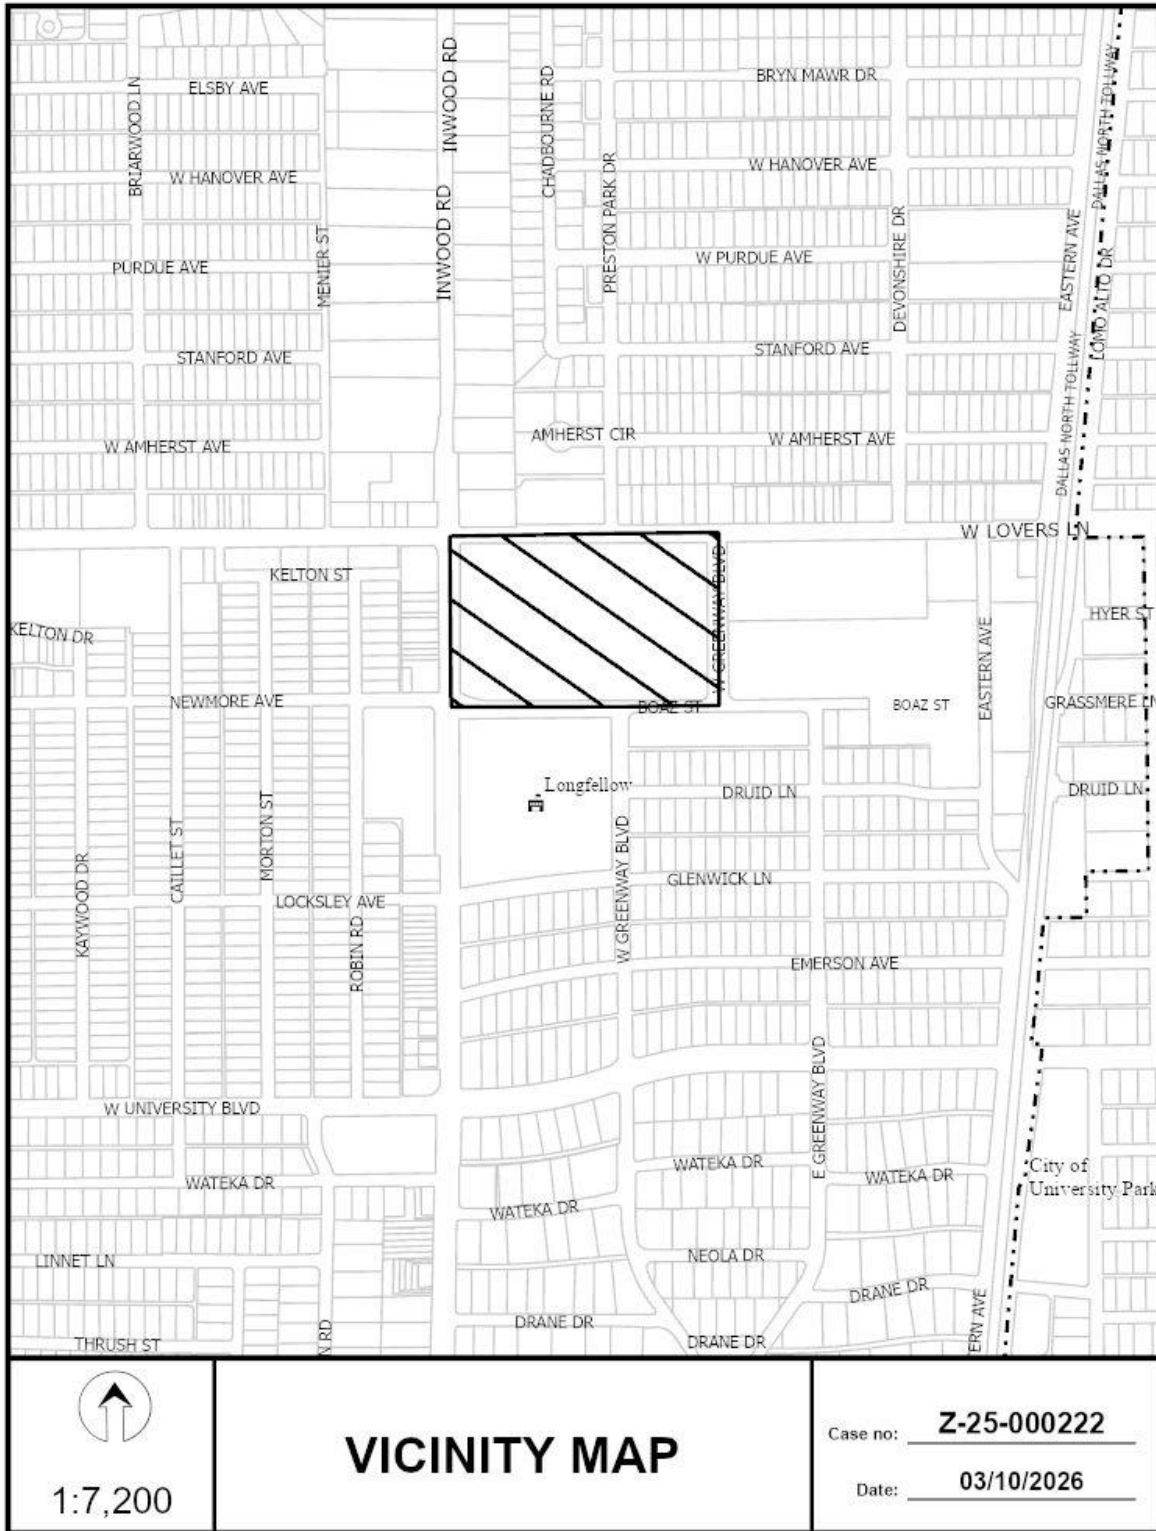 BRYN MAWR DR
ELSBY AVE
BRIARWOOD LN
INWOOD RD
CHADBOURNE RD
DALLAS NORTH TOLLWAY
W HANOVER AVE
W HANOVER AVE
PRESTON PARK DR
INWOOD RD
MENIER ST
DEVONSHIRE DR
EASTERN AVE
LOMO ALTO DR
PURDUE AVE
W PURDUE AVE
STANFORD AVE
STANFORD AVE
DALLAS NORTH TOLLWAY
W AMHERST AVE
AMHERST CIR
W AMHERST AVE
W LOVERS LN
KELTON ST
W GREENWAY BLVD
HYER ST
KELTON DR
EASTERN AVE
NEWMORE AVE
BOAZ ST
BOAZ ST
GRASSMERE LN
Longfellow
DRUID LN
DRUID LN
MORTON ST
CAILLET ST
KAYWOOD DR
W GREENWAY BLVD
GLENWICK LN
LOCKSLEY AVE
ROBIN RD
EMERSON AVE
E GREENWAY BLVD
W UNIVERSITY BLVD
WATEKA DR
WATEKA DR
WATEKA DR
WATEKA DR
City of
University Park
LINNET LN
NEOLA DR
DRANE DR
THRUSH ST
N RD
DRANE DR
DRANE DR
ERN AVE
1:7,200
VICINITY MAP
Case no: Z-25-000222
Date: 03/10/2026